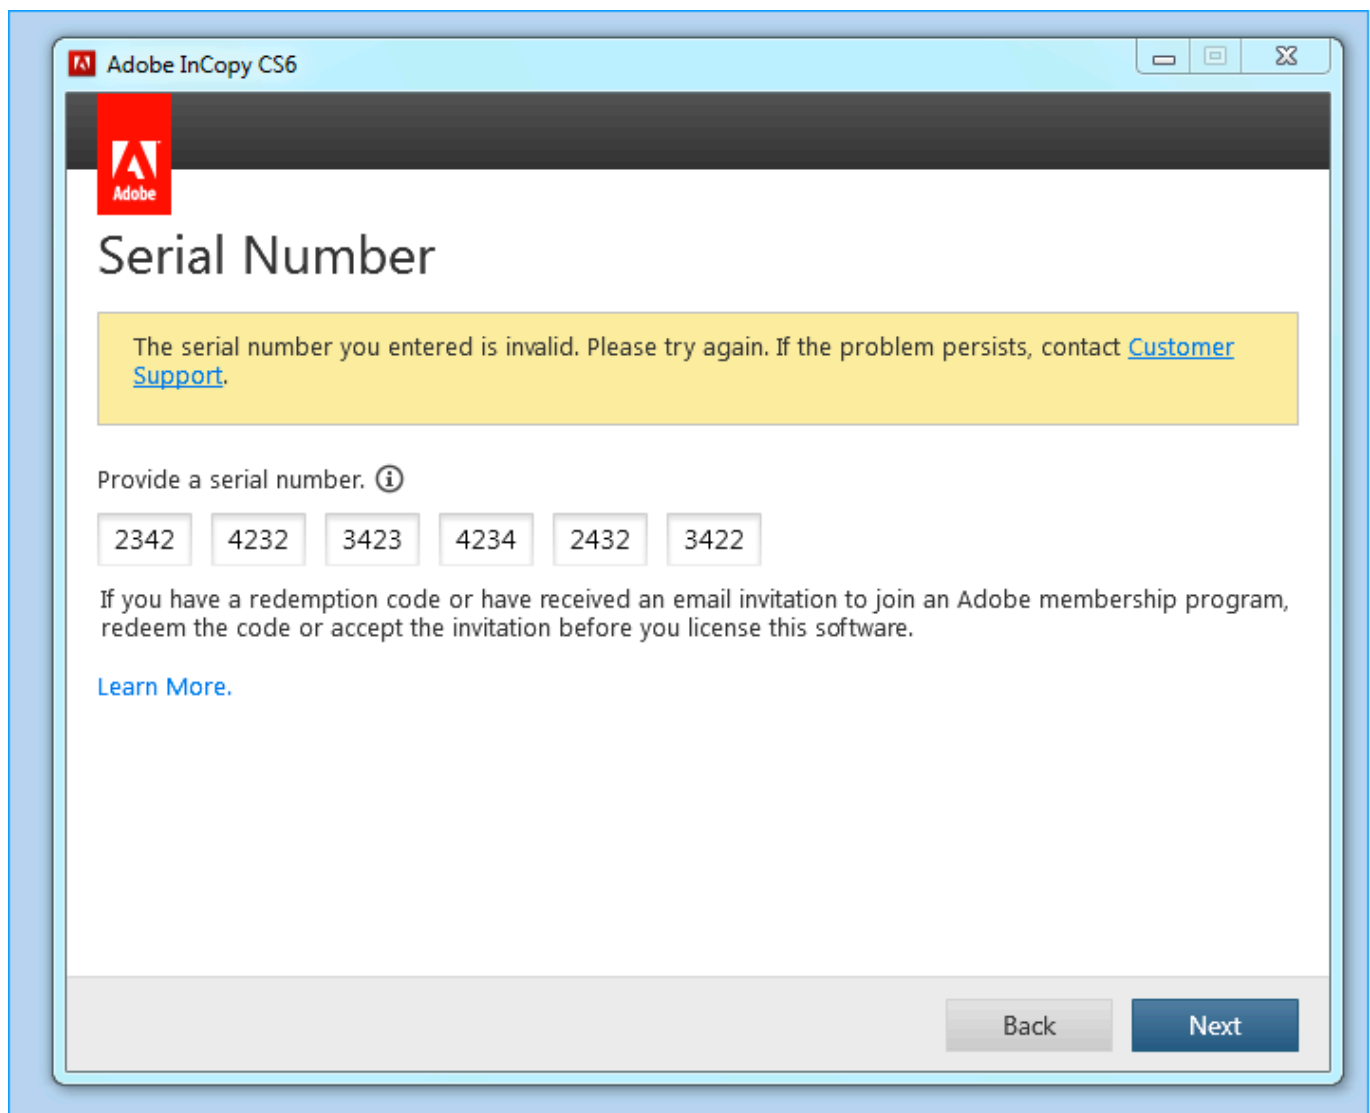 Adobe InCopy CS6
Adobe
Serial Number
The serial number you entered is invalid. Please try again. If the problem persists, contact Customer
Support.
Provide a serial number.
2342 4232 3423 4234 2432 3422
If you have a redemption code or have received an email invitation to join an Adobe membership program,
redeem the code or accept the invitation before you license this software.
Learn More.
Back Next